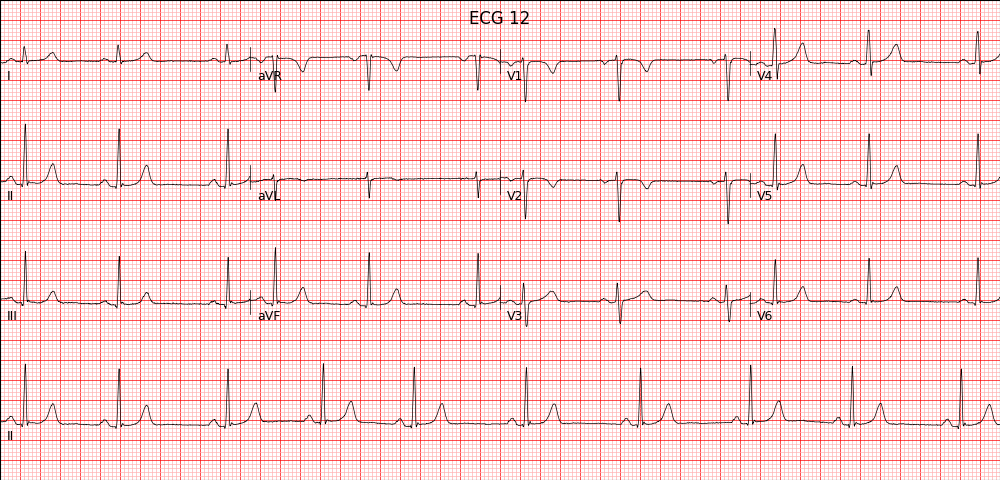 ECG 12
I aVR V1 V4
II aVL V2 V5
III aVF V3 V6
II